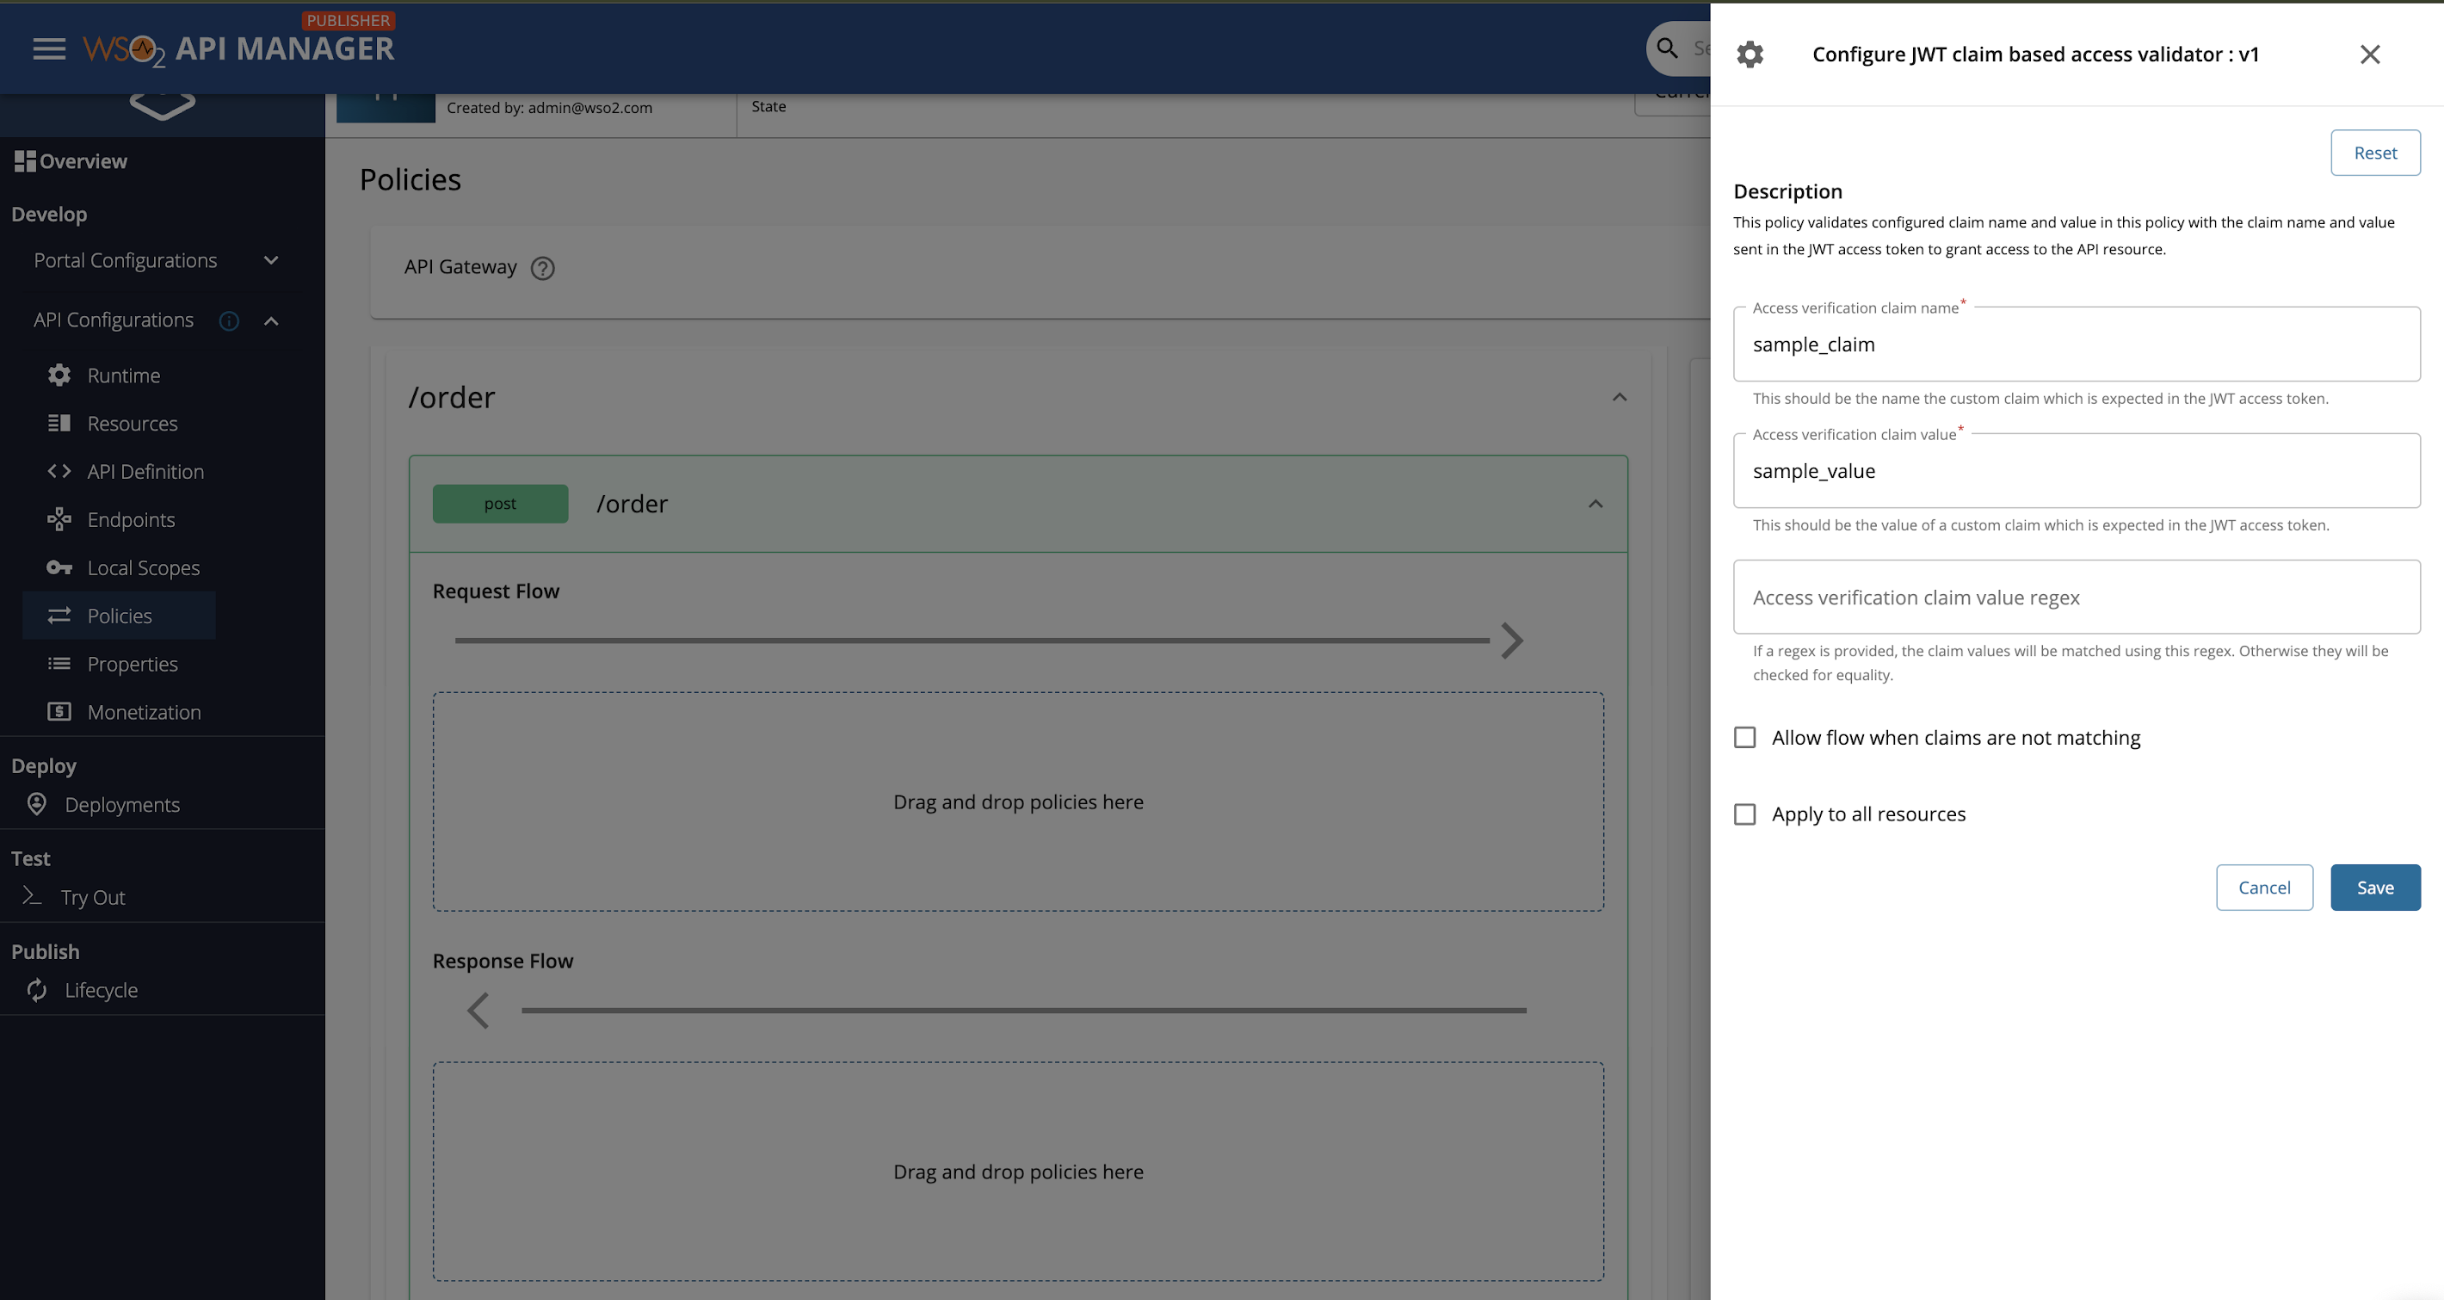 PUBLISHER
WSO2 API MANAGER
Created by: admin@wso2.com
State
Overview
Develop
Portal Configurations
API Configurations
Runtime
Resources
API Definition
Endpoints
Local Scopes
Policies
Properties
Monetization
Deploy
Deployments
Test
Try Out
Publish
Lifecycle
Policies
API Gateway
/order
post /order
Request Flow
Drag and drop policies here
Response Flow
Drag and drop policies here
Configure JWT claim based access validator : v1
Reset
Description
This policy validates configured claim name and value in this policy with the claim name and value
sent in the JWT access token to grant access to the API resource.
Access verification claim name*
sample_claim
This should be the name the custom claim which is expected in the JWT access token.
Access verification claim value*
sample_value
This should be the value of a custom claim which is expected in the JWT access token.
Access verification claim value regex
If a regex is provided, the claim values will be matched using this regex. Otherwise they will be
checked for equality.
Allow flow when claims are not matching
Apply to all resources
Cancel
Save